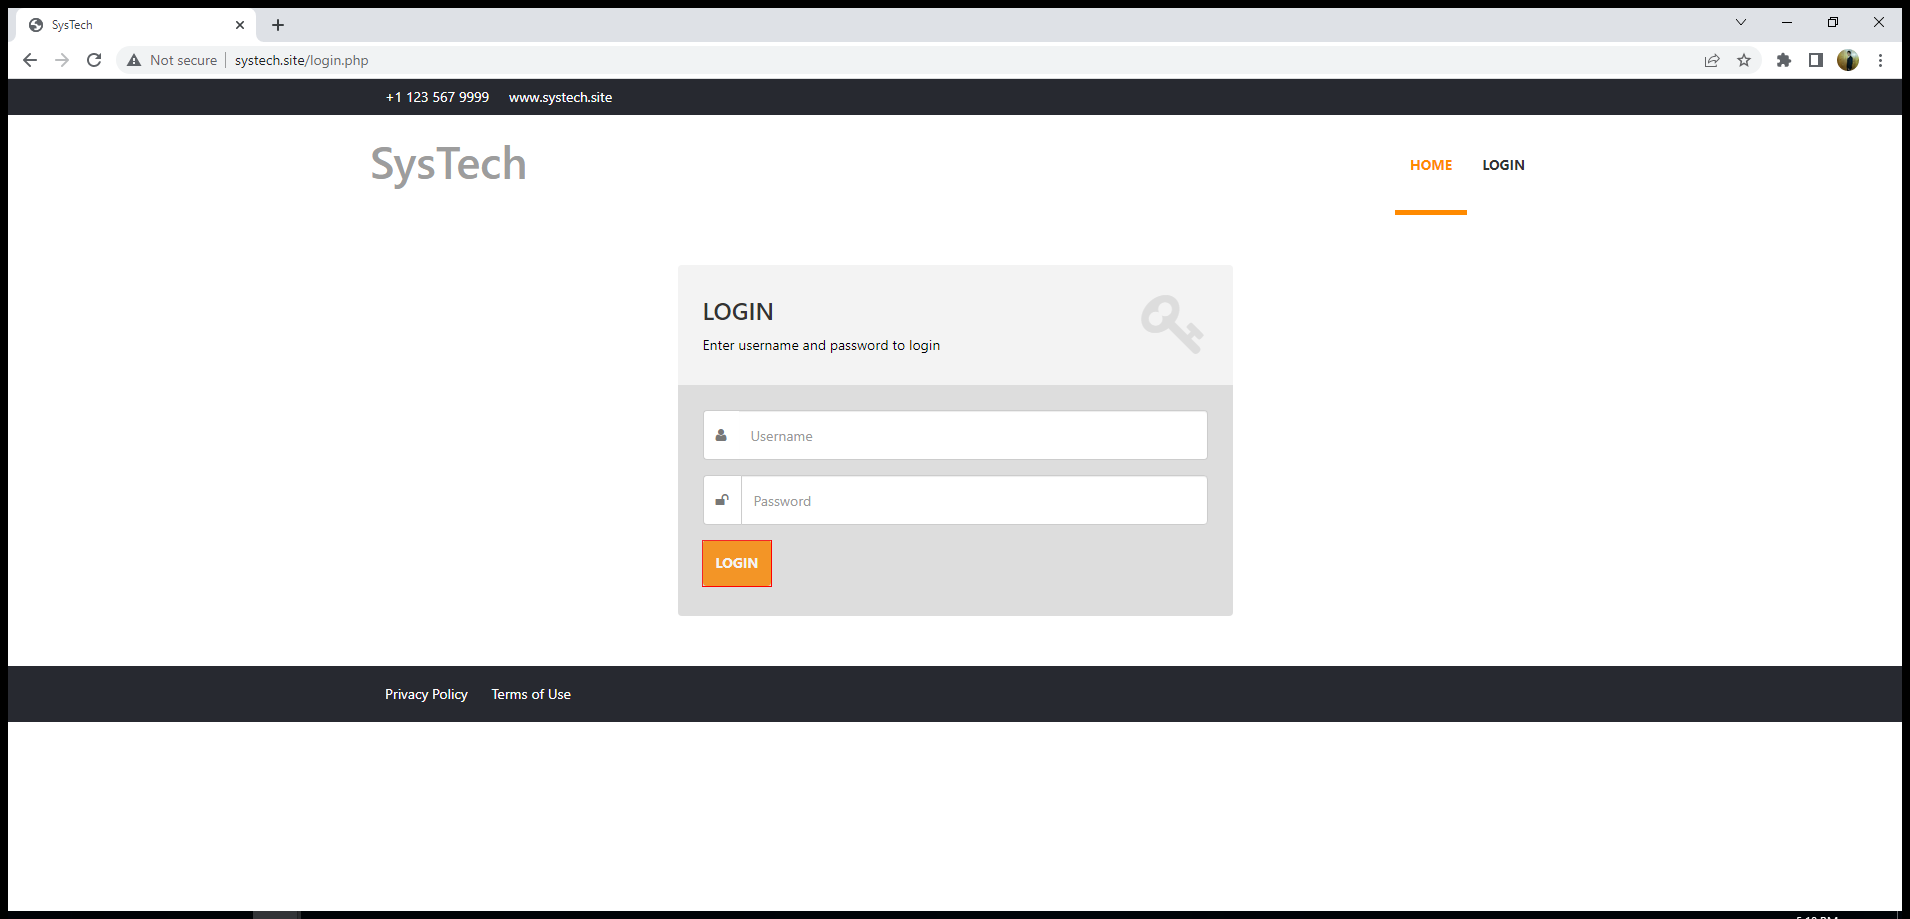 SysTech
Not secure systech.site/login.php
+1 123 567 9999 www.systech.site
SysTech
HOME LOGIN
LOGIN
Enter username and password to login
Username
Password
LOGIN
Privacy Policy Terms of Use